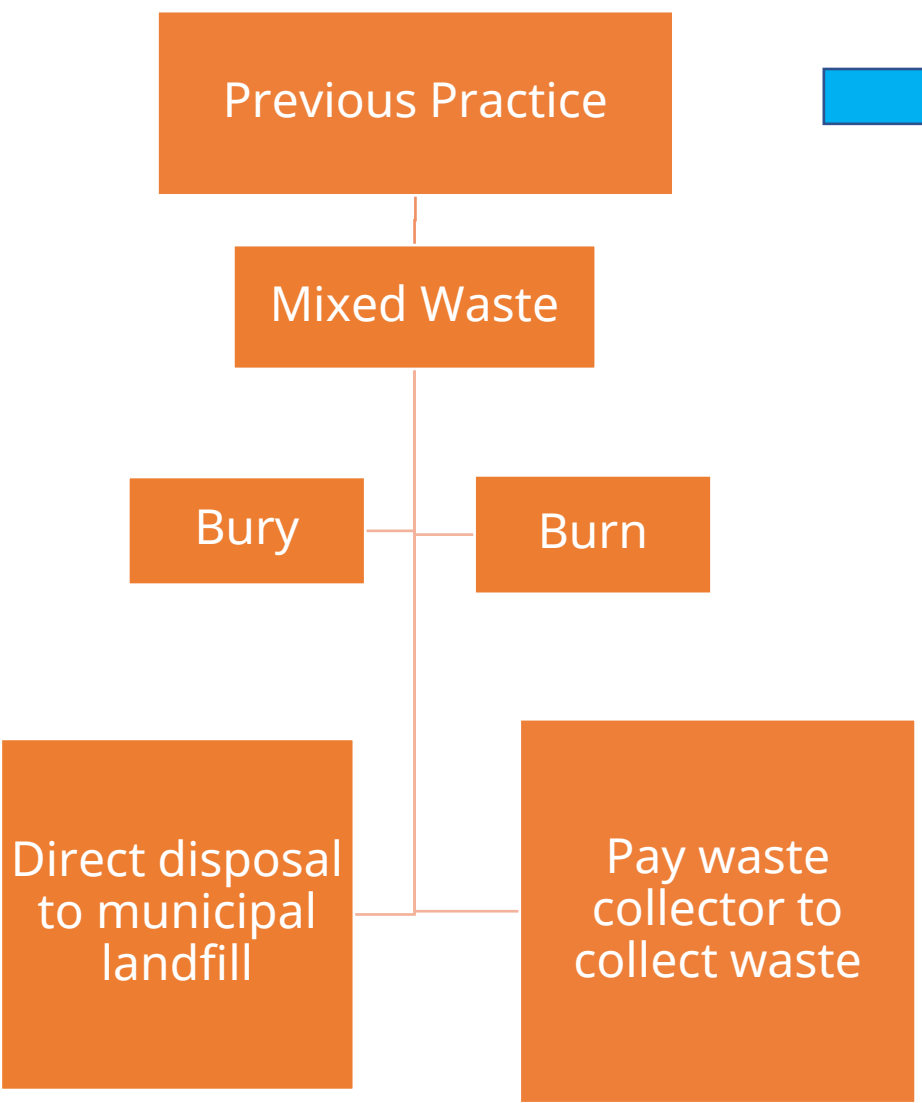 Previous Practice
Mixed Waste
Bury
Burn
Direct disposal
to municipal
landfill
Pay waste
collector to
collect waste